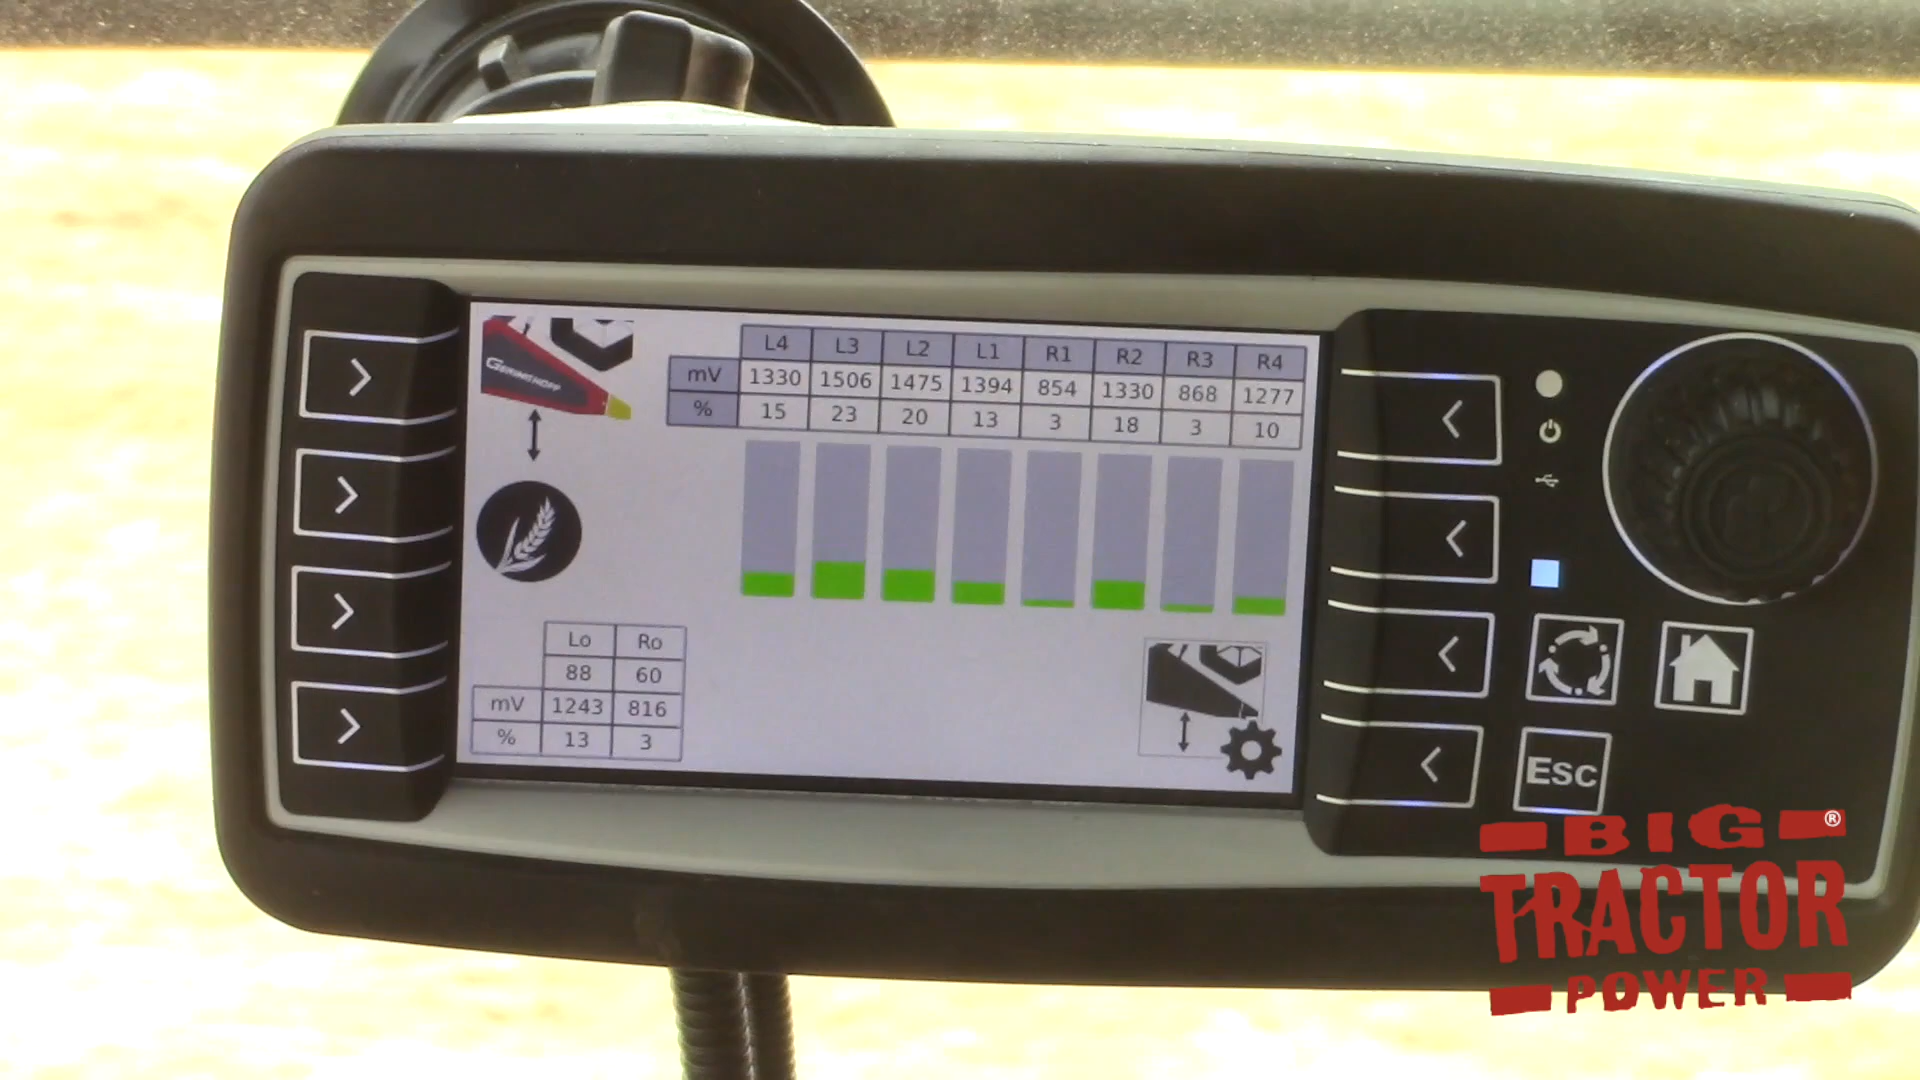 GERINGHOFF
L4 L3 L2 L1 R1 R2 R3 R4
mV 1330 1506 1475 1394 854 1330 868 1277
% 15 23 20 13 3 18 3 10
Lo Ro
88 60
mV 1243 816
% 13 3
ESC
BIG ®
TRACTOR
POWER